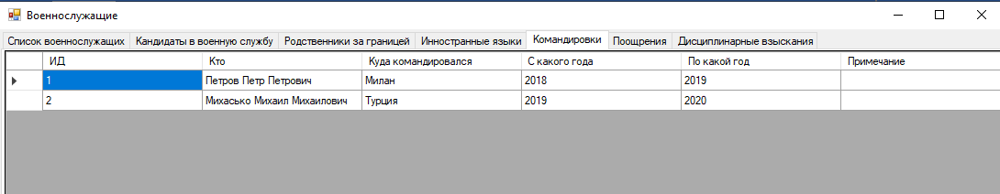 Военнослужащие
Список военнослужащих Кандидаты в военную службу Родственники за границей Инностранные языки Командировки Поощрения Дисциплинарные взыскания
ИД Кто Куда командировался С какого года По какой год Примечание
1 Петров Петр Петрович Милан 2018 2019
2 Михасько Михаил Михаилович Турция 2019 2020